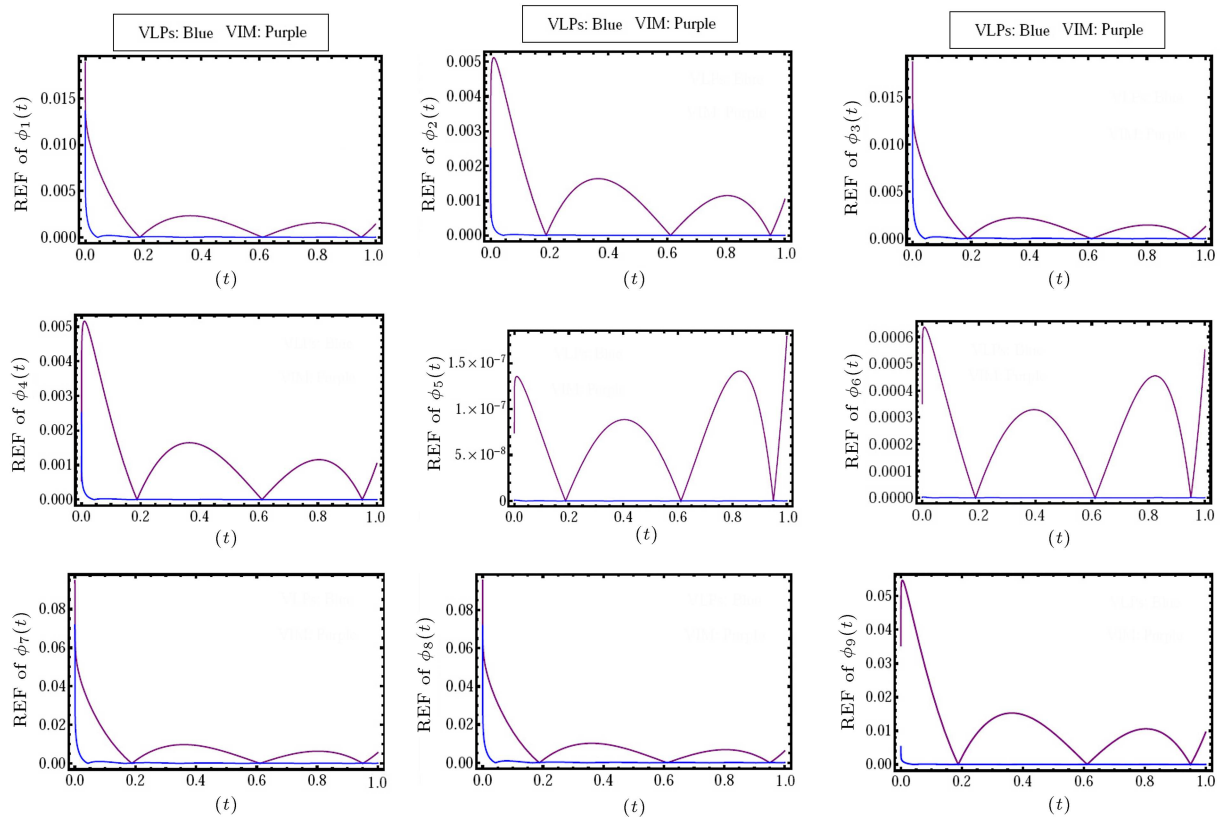 VLPs: Blue VIM: Purple
VLPs: Blue VIM: Purple
VLPs: Blue VIM: Purple
REF of ϕ₁(t)
0.015
0.010
0.005
0.000
0.0 0.2 0.4 0.6 0.8 1.0
(t)
REF of ϕ₂(t)
0.005
0.004
0.003
0.002
0.001
0.000
0.0 0.2 0.4 0.6 0.8 1.0
(t)
REF of ϕ₃(t)
0.015
0.010
0.005
0.000
0.0 0.2 0.4 0.6 0.8 1.0
(t)
REF of ϕ₄(t)
0.005
0.004
0.003
0.002
0.001
0.000
0.0 0.2 0.4 0.6 0.8 1.0
(t)
REF of ϕ₅(t)
1.5×10⁻⁷
1.×10⁻⁷
5.×10⁻⁸
0
0.0 0.2 0.4 0.6 0.8 1.0
(t)
REF of ϕ₆(t)
0.0006
0.0005
0.0004
0.0003
0.0002
0.0001
0.0000
0.0 0.2 0.4 0.6 0.8 1.0
(t)
REF of ϕ₇(t)
0.08
0.06
0.04
0.02
0.00
0.0 0.2 0.4 0.6 0.8 1.0
(t)
REF of ϕ₈(t)
0.08
0.06
0.04
0.02
0.00
0.0 0.2 0.4 0.6 0.8 1.0
(t)
REF of ϕ₉(t)
0.05
0.04
0.03
0.02
0.01
0.00
0.0 0.2 0.4 0.6 0.8 1.0
(t)